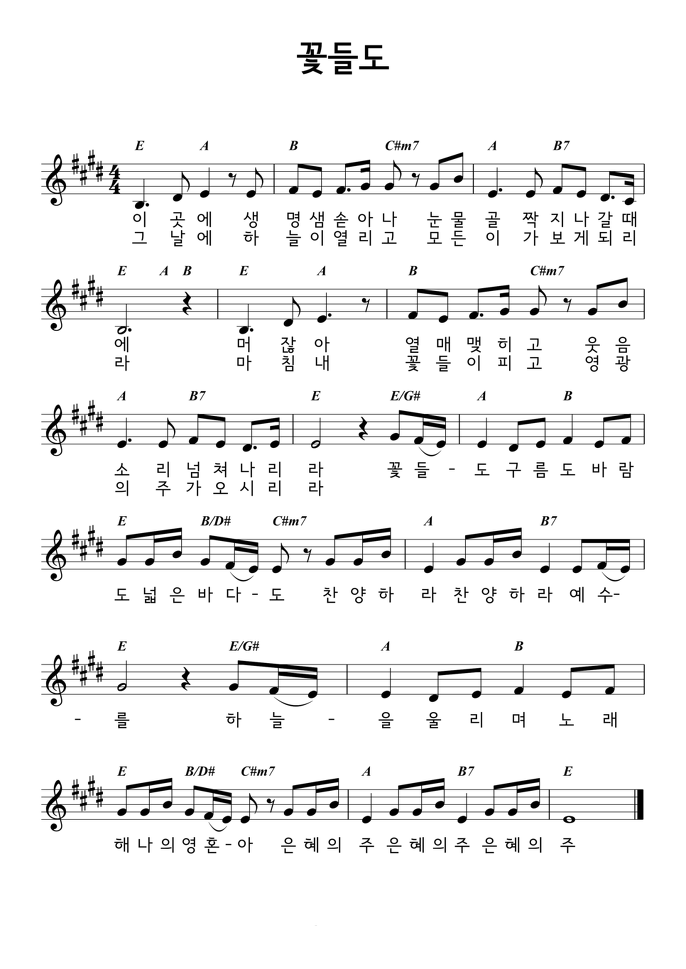 꽃들도
E A B C#m7 A B7
4 4
이 곳에 생 명샘솓아나 눈물골 짝지나갈때
그 날에 하 늘이열리고 모든이 가보게되리
E A B E A B C#m7
에 머 잖아 열매맺히고 웃음
라 마 침내 꽃들이피고 영광
A B7 E E/G# A B
소 리넘쳐나리라 꽃들-도구름도바람
의 주가오시리라
E B/D# C#m7 A B7
도넓은바다-도 찬양하 라찬양하라예수-
E E/G# A B
-를 하늘-을울리며노래
E B/D# C#m7 A B7 E
해나의영혼-아 은혜의 주은혜의주은혜의 주